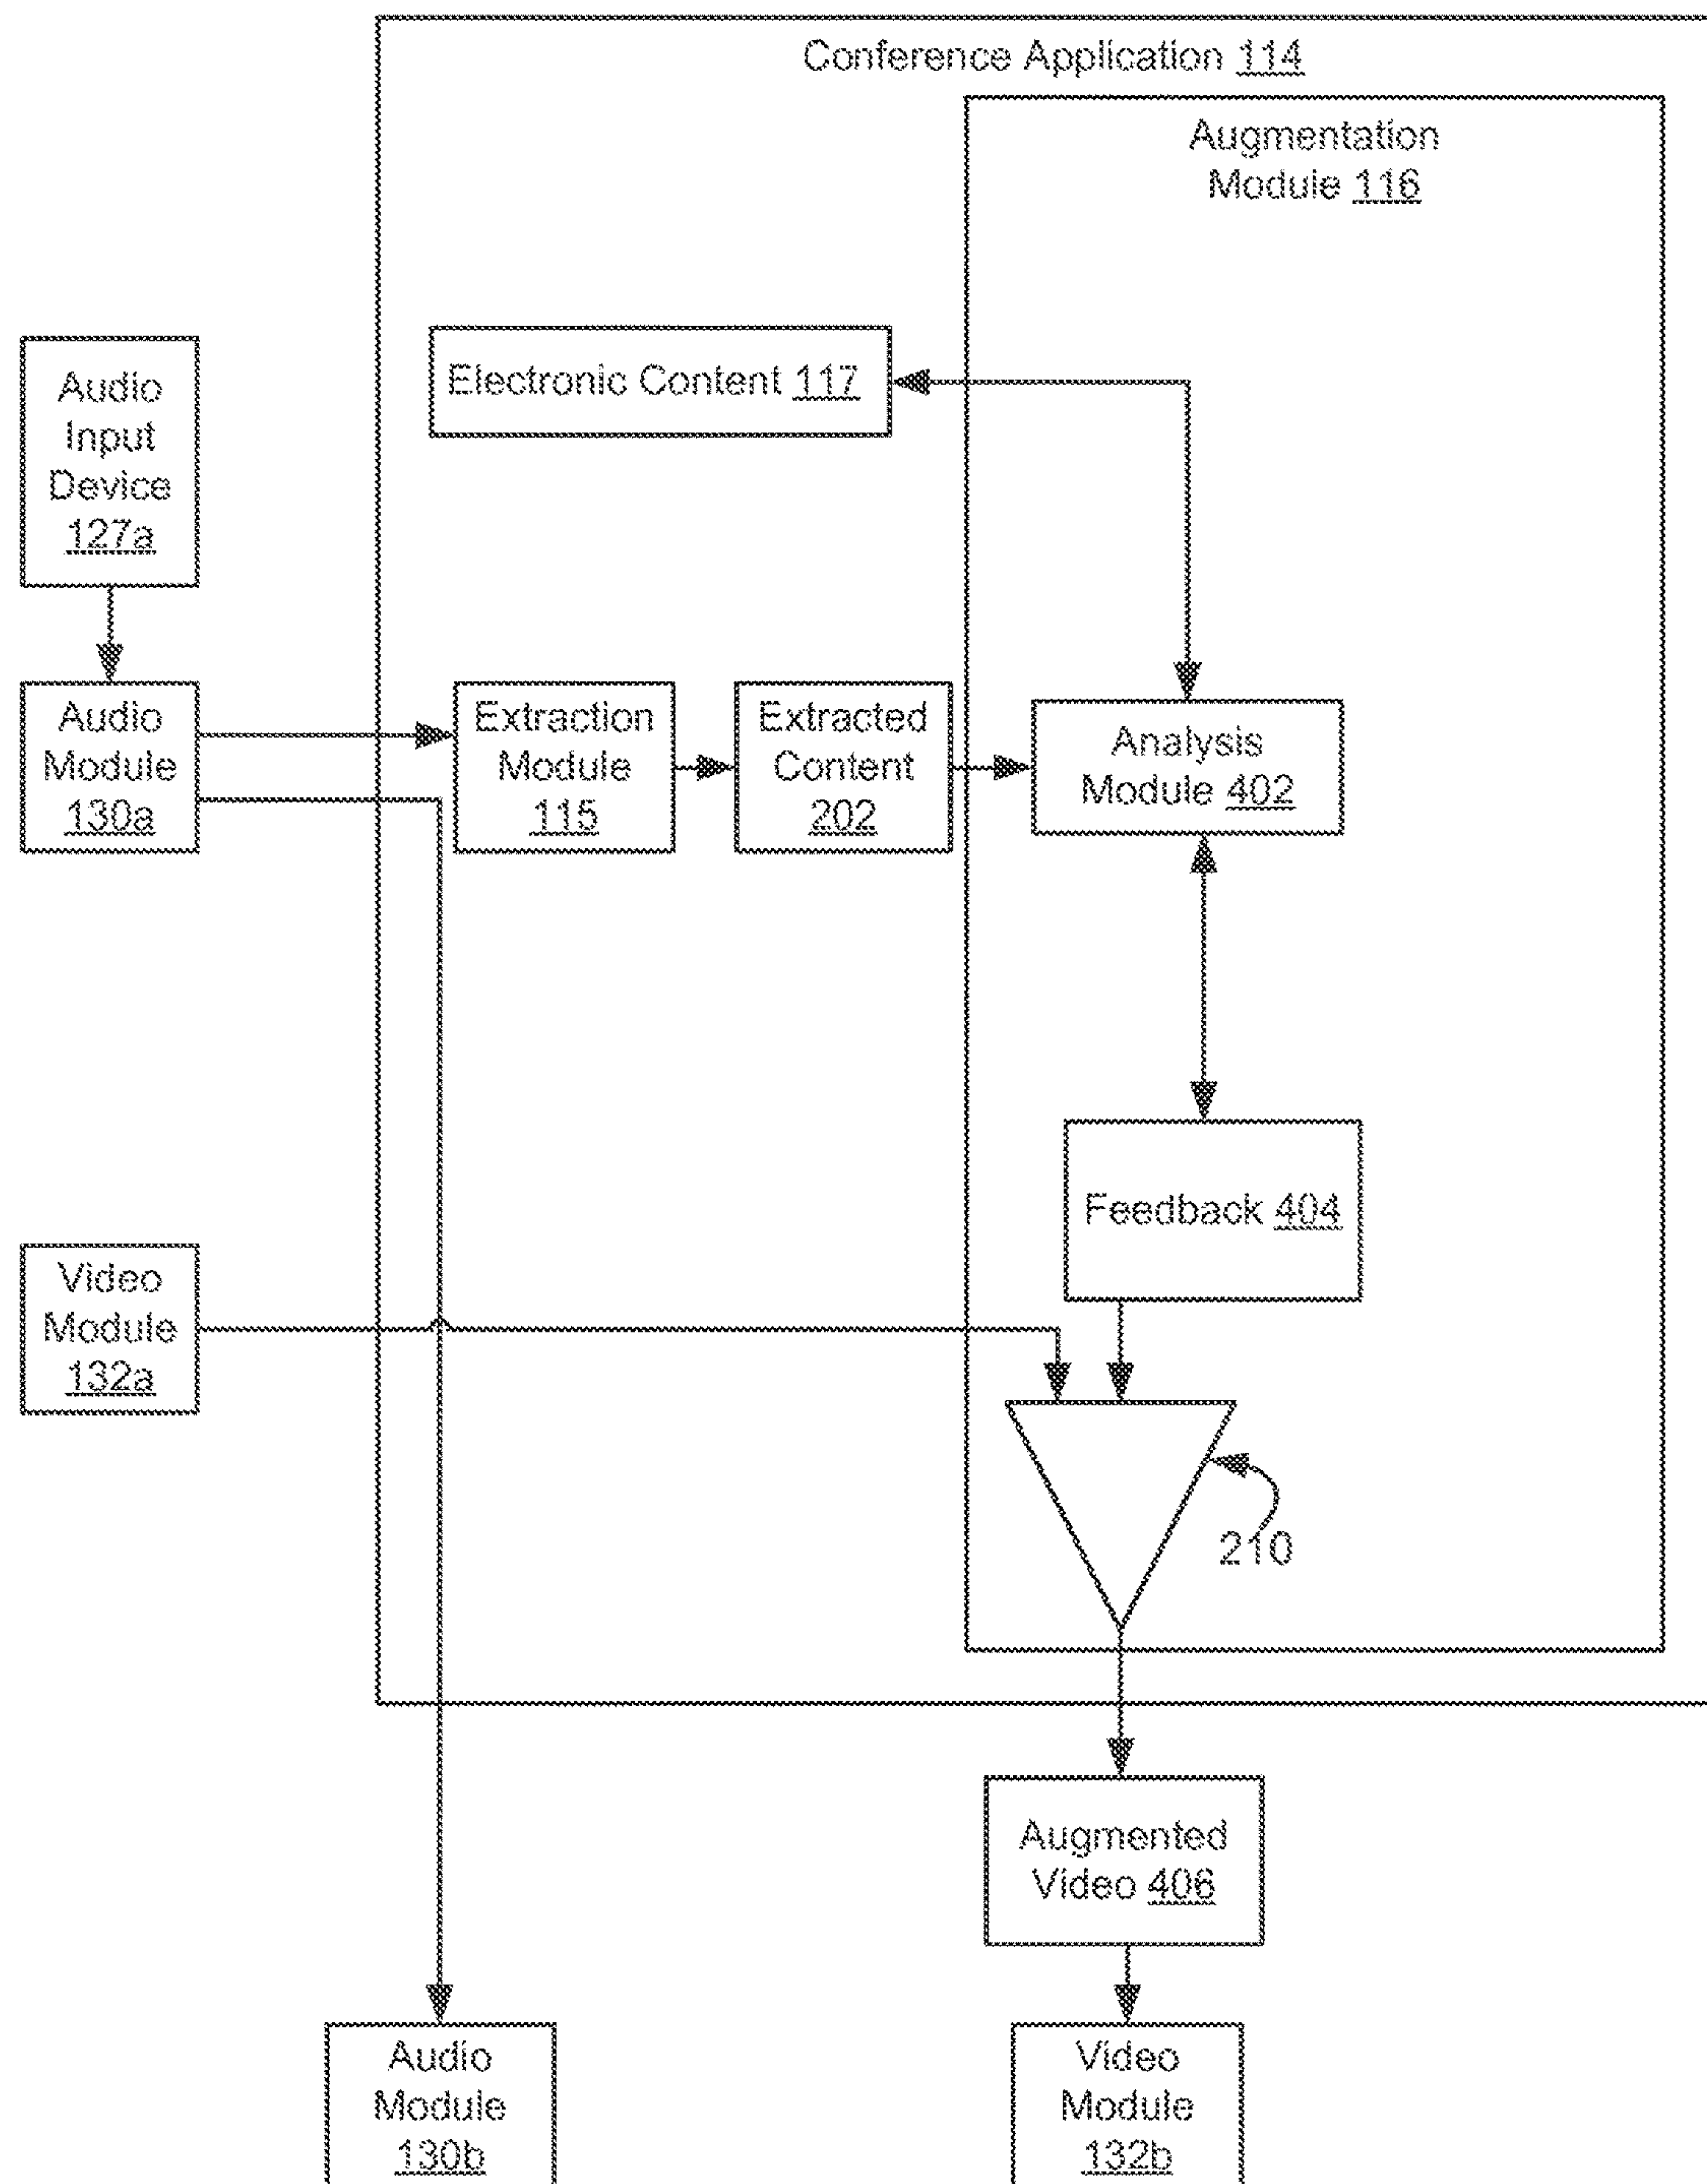 Conference Application 114
Augmentation
Module 116
Electronic Content 117
Audio
Input
Device
127a
Audio
Module
130a
Extraction
Module
115
Extracted
Content
202
Analysis
Module 402
Feedback 404
Video
Module
132a
210
Augmented
Video 406
Audio
Module
130b
Video
Module
132b